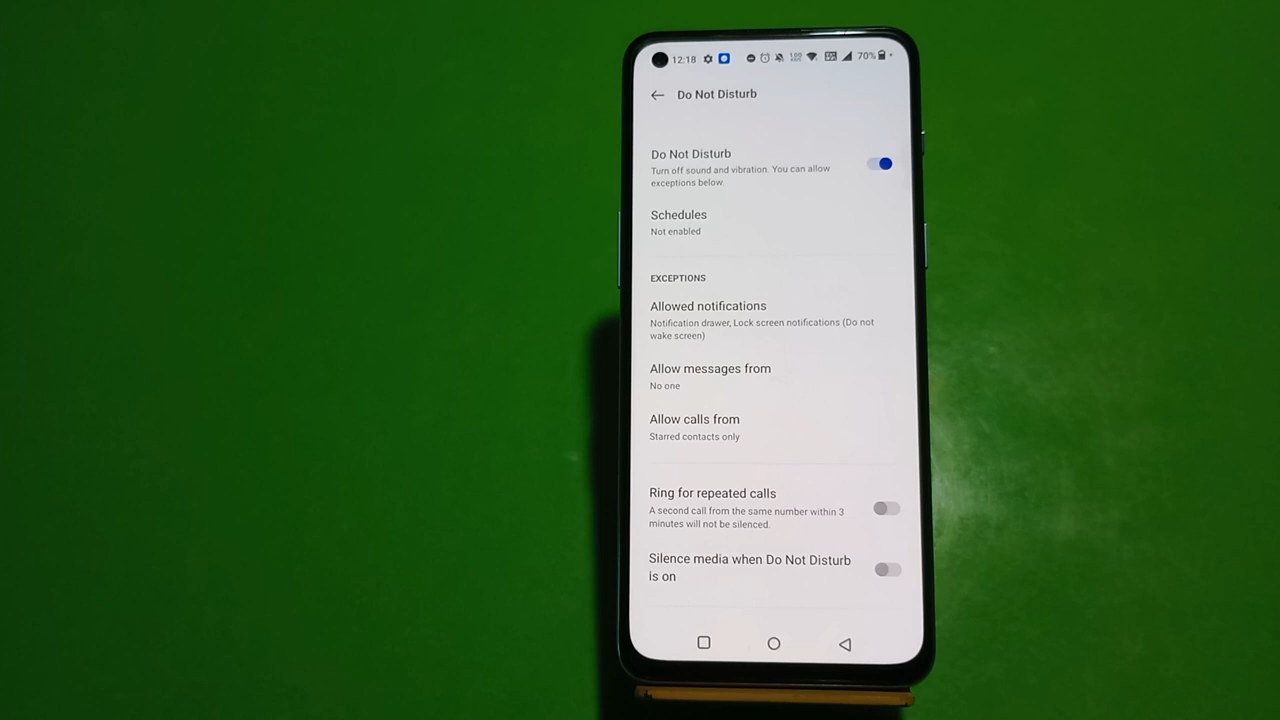 12:18
70%
Do Not Disturb
Do Not Disturb
Turn off sound and vibration. You can allow
exceptions below.
Schedules
Not enabled
EXCEPTIONS
Allowed notifications
Notification drawer, Lock screen notifications (Do not
wake screen)
Allow messages from
No one
Allow calls from
Starred contacts only
Ring for repeated calls
A second call from the same number within 3
minutes will not be silenced.
Silence media when Do Not Disturb
is on